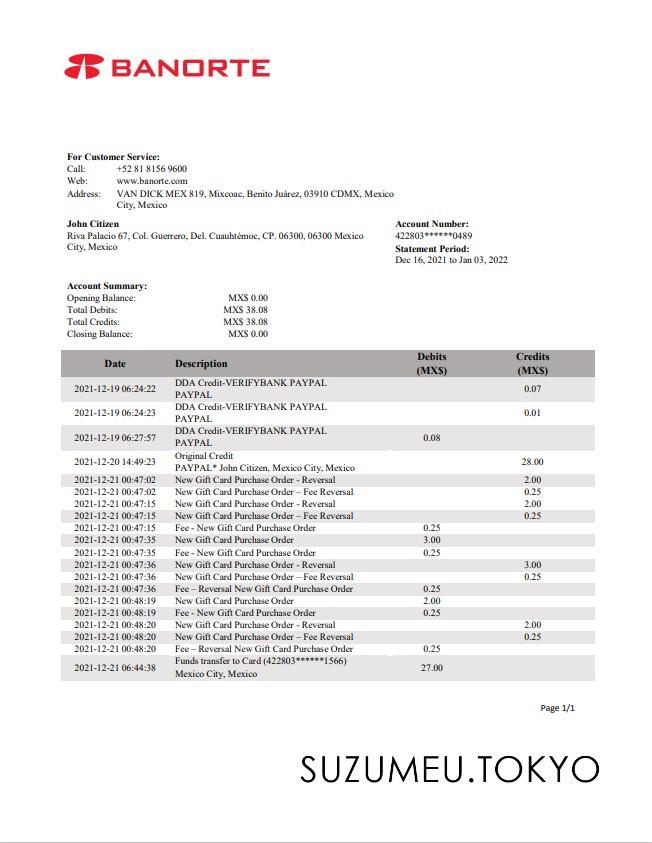 BANORTE
For Customer Service:
Call: +52 81 8156 9600
Web: www.banorte.com
Address: VAN DICK MEX 819, Mixcoac, Benito Juárez, 03910 CDMX, Mexico
City, Mexico
John Citizen
Riva Palacio 67, Col. Guerrero, Del. Cuauhtémoc, CP. 06300, 06300 Mexico
City, Mexico
Account Number:
422803******0489
Statement Period:
Dec 16, 2021 to Jan 03, 2022
Account Summary:
Opening Balance: MX$ 0.00
Total Debits: MX$ 38.08
Total Credits: MX$ 38.08
Closing Balance: MX$ 0.00
Date Description Debits (MX$) Credits (MX$)
2021-12-19 06:24:22 DDA Credit-VERIFYBANK PAYPAL 0.07
PAYPAL
2021-12-19 06:24:23 DDA Credit-VERIFYBANK PAYPAL 0.01
PAYPAL
2021-12-19 06:27:57 DDA Credit-VERIFYBANK PAYPAL 0.08
PAYPAL
2021-12-20 14:49:23 Original Credit 28.00
PAYPAL* John Citizen, Mexico City, Mexico
2021-12-21 00:47:02 New Gift Card Purchase Order - Reversal 2.00
2021-12-21 00:47:02 New Gift Card Purchase Order – Fee Reversal 0.25
2021-12-21 00:47:15 New Gift Card Purchase Order - Reversal 2.00
2021-12-21 00:47:15 New Gift Card Purchase Order – Fee Reversal 0.25
2021-12-21 00:47:15 Fee - New Gift Card Purchase Order 0.25
2021-12-21 00:47:35 New Gift Card Purchase Order 3.00
2021-12-21 00:47:35 Fee - New Gift Card Purchase Order 0.25
2021-12-21 00:47:36 New Gift Card Purchase Order - Reversal 3.00
2021-12-21 00:47:36 New Gift Card Purchase Order – Fee Reversal 0.25
2021-12-21 00:47:36 Fee – Reversal New Gift Card Purchase Order 0.25
2021-12-21 00:48:19 New Gift Card Purchase Order 2.00
2021-12-21 00:48:19 Fee - New Gift Card Purchase Order 0.25
2021-12-21 00:48:20 New Gift Card Purchase Order - Reversal 2.00
2021-12-21 00:48:20 New Gift Card Purchase Order – Fee Reversal 0.25
2021-12-21 00:48:20 Fee – Reversal New Gift Card Purchase Order 0.25
2021-12-21 06:44:38 Funds transfer to Card (422803******1566) 27.00
Mexico City, Mexico
Page 1/1
SUZUMEU.TOKYO